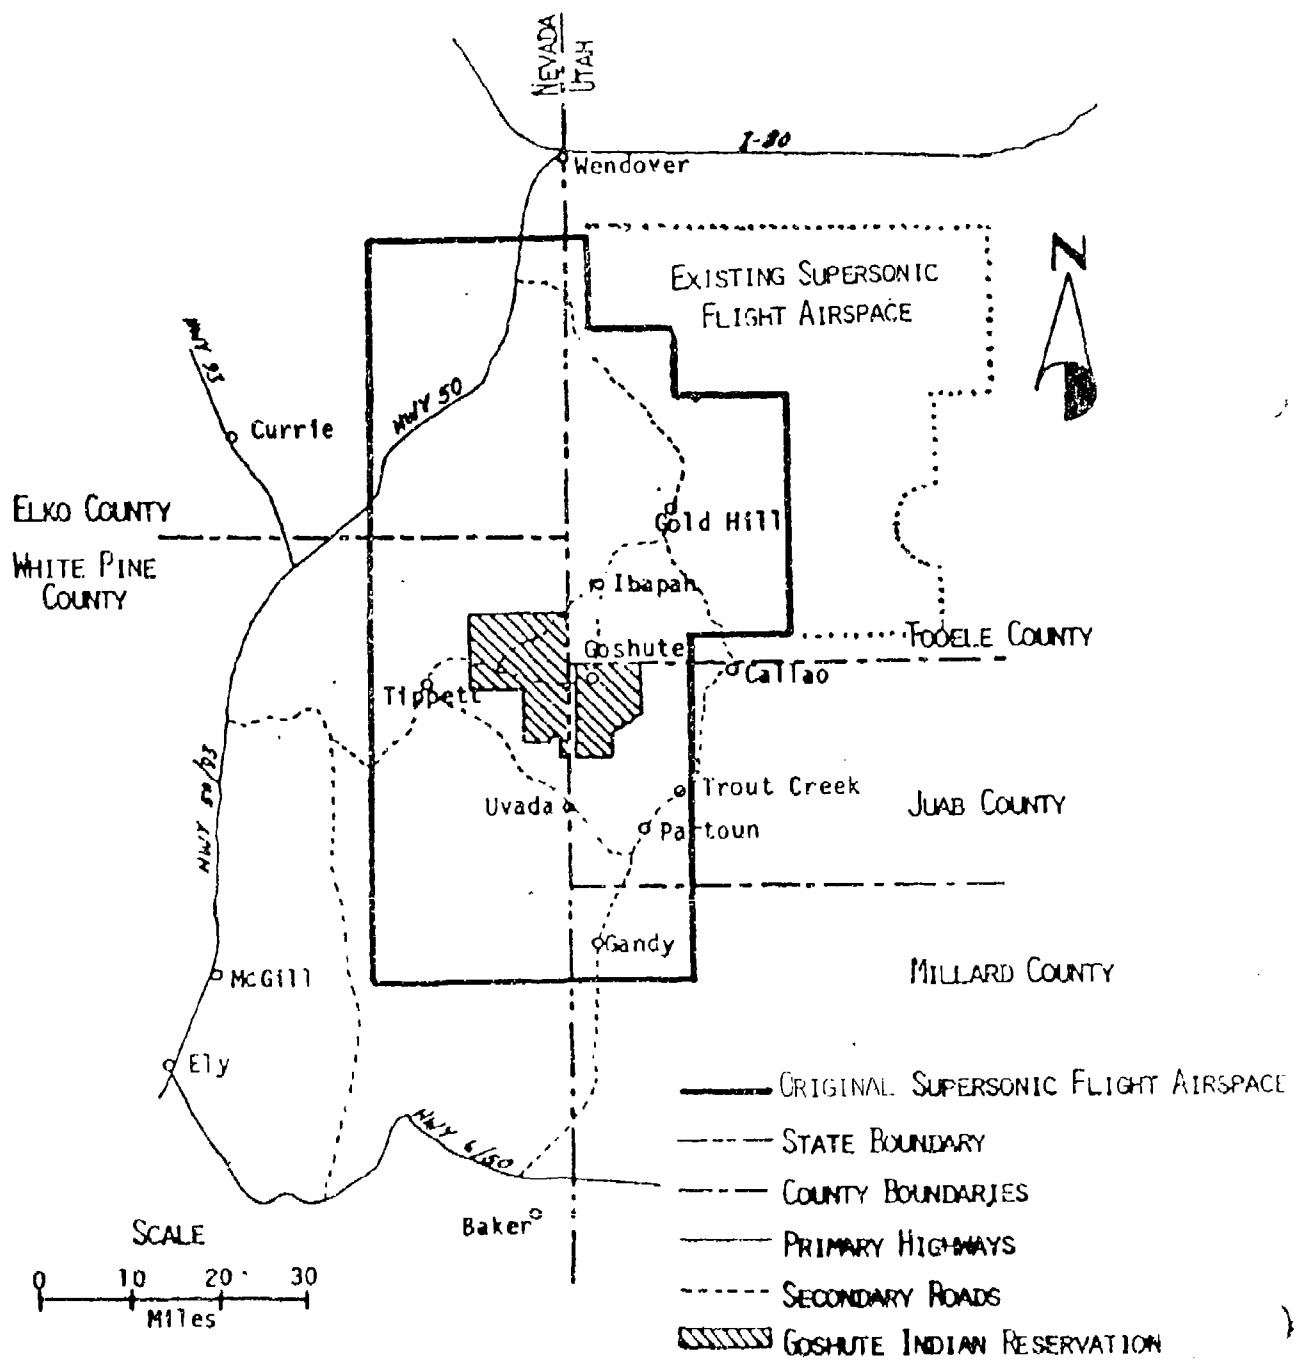 NEVADA
UTAH
I-80
Wendover
EXISTING SUPERSONIC
FLIGHT AIRSPACE
N
HWY 93
HWY 50
Currie
ELKO COUNTY
WHITE PINE
COUNTY
Gold Hill
Ibapah
Goshute
TOOELE COUNTY
Callao
Tippett
HWY 50/93
Uvada
Trout Creek
Partoun
JUAB COUNTY
Gandy
McGill
MILLARD COUNTY
Ely
HWY 6/50
Baker
ORIGINAL SUPERSONIC FLIGHT AIRSPACE
STATE BOUNDARY
COUNTY BOUNDARIES
PRIMARY HIGHWAYS
SECONDARY ROADS
GOSHUTE INDIAN RESERVATION
SCALE
0 10 20 30
Miles